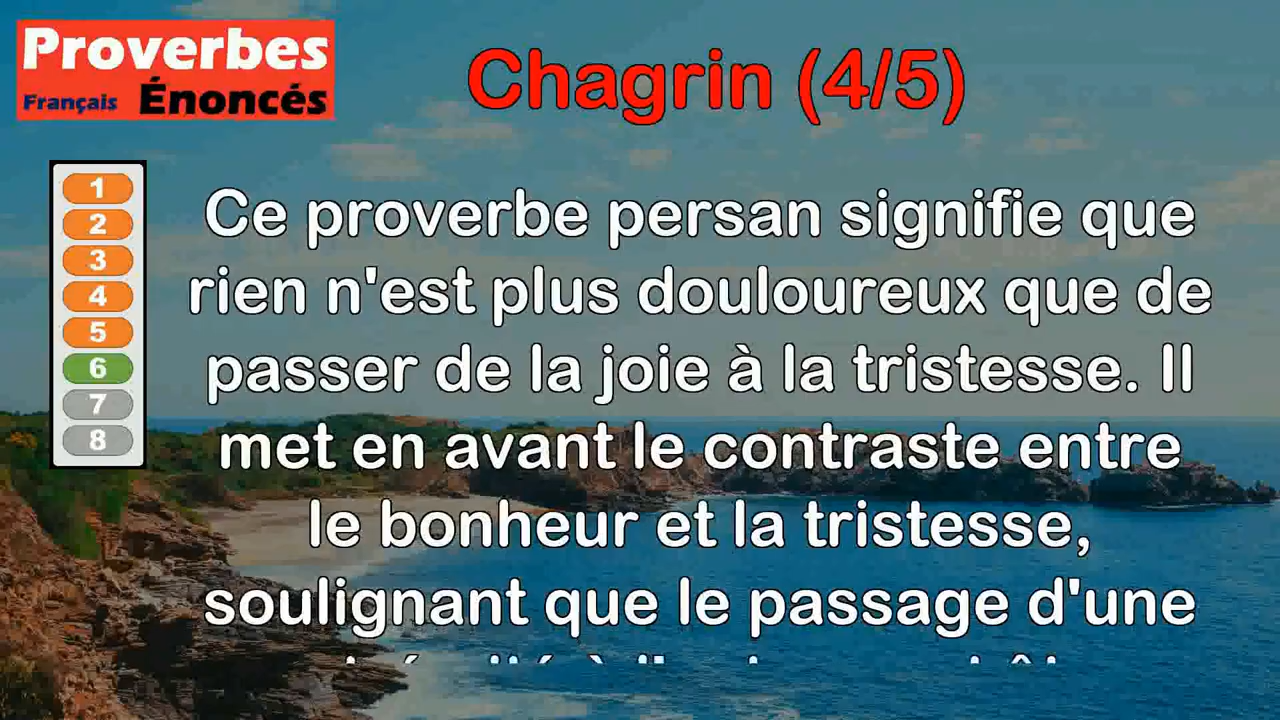 Proverbes
Français Énoncés
Chagrin (4/5)
1
2
3
4
5
6
7
8
Ce proverbe persan signifie que
rien n'est plus douloureux que de
passer de la joie à la tristesse. Il
met en avant le contraste entre
le bonheur et la tristesse,
soulignant que le passage d'une